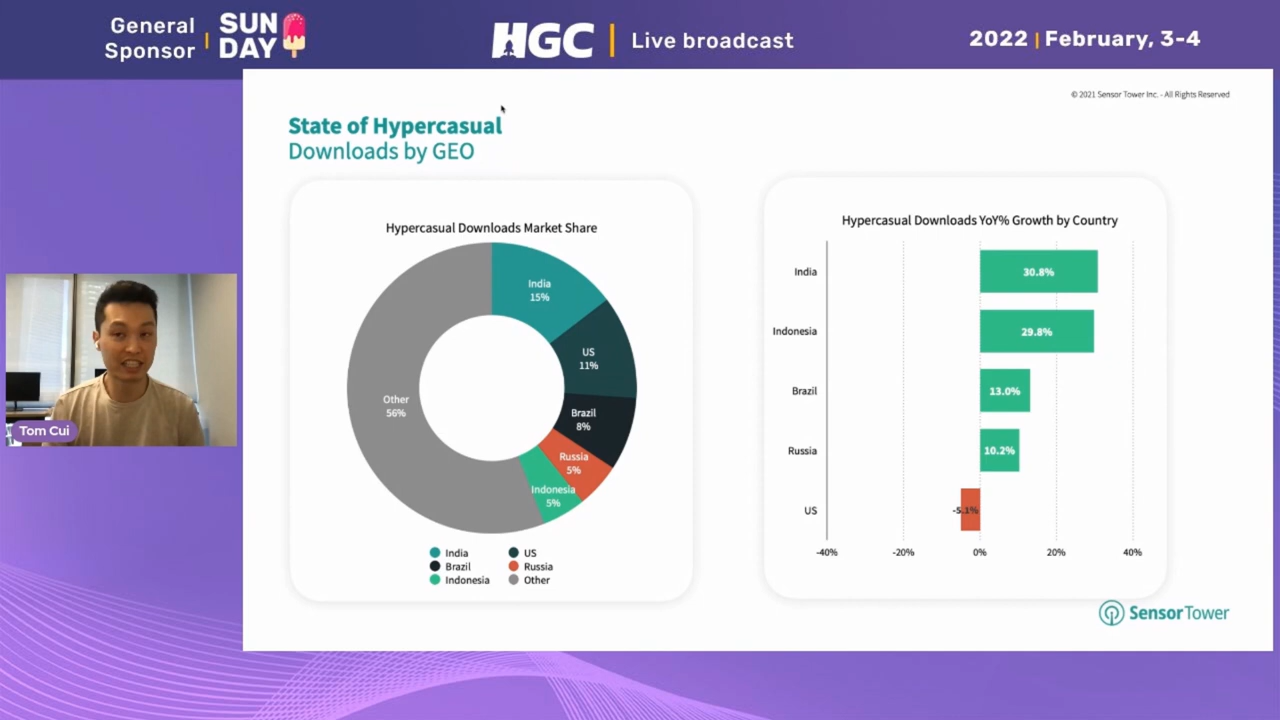 General
Sponsor
SUN
DAY
HGC
Live broadcast
2022 | February, 3-4
© 2021 Sensor Tower Inc. - All Rights Reserved
State of Hypercasual
Downloads by GEO
Hypercasual Downloads Market Share
India
15%
US
11%
Brazil
8%
Russia
5%
Indonesia
5%
Other
56%
India
US
Brazil
Russia
Indonesia
Other
Hypercasual Downloads YoY% Growth by Country
India
30.8%
Indonesia
29.8%
Brazil
13.0%
Russia
10.2%
US
-5.1%
-40%
-20%
0%
20%
40%
SensorTower
Tom Cui